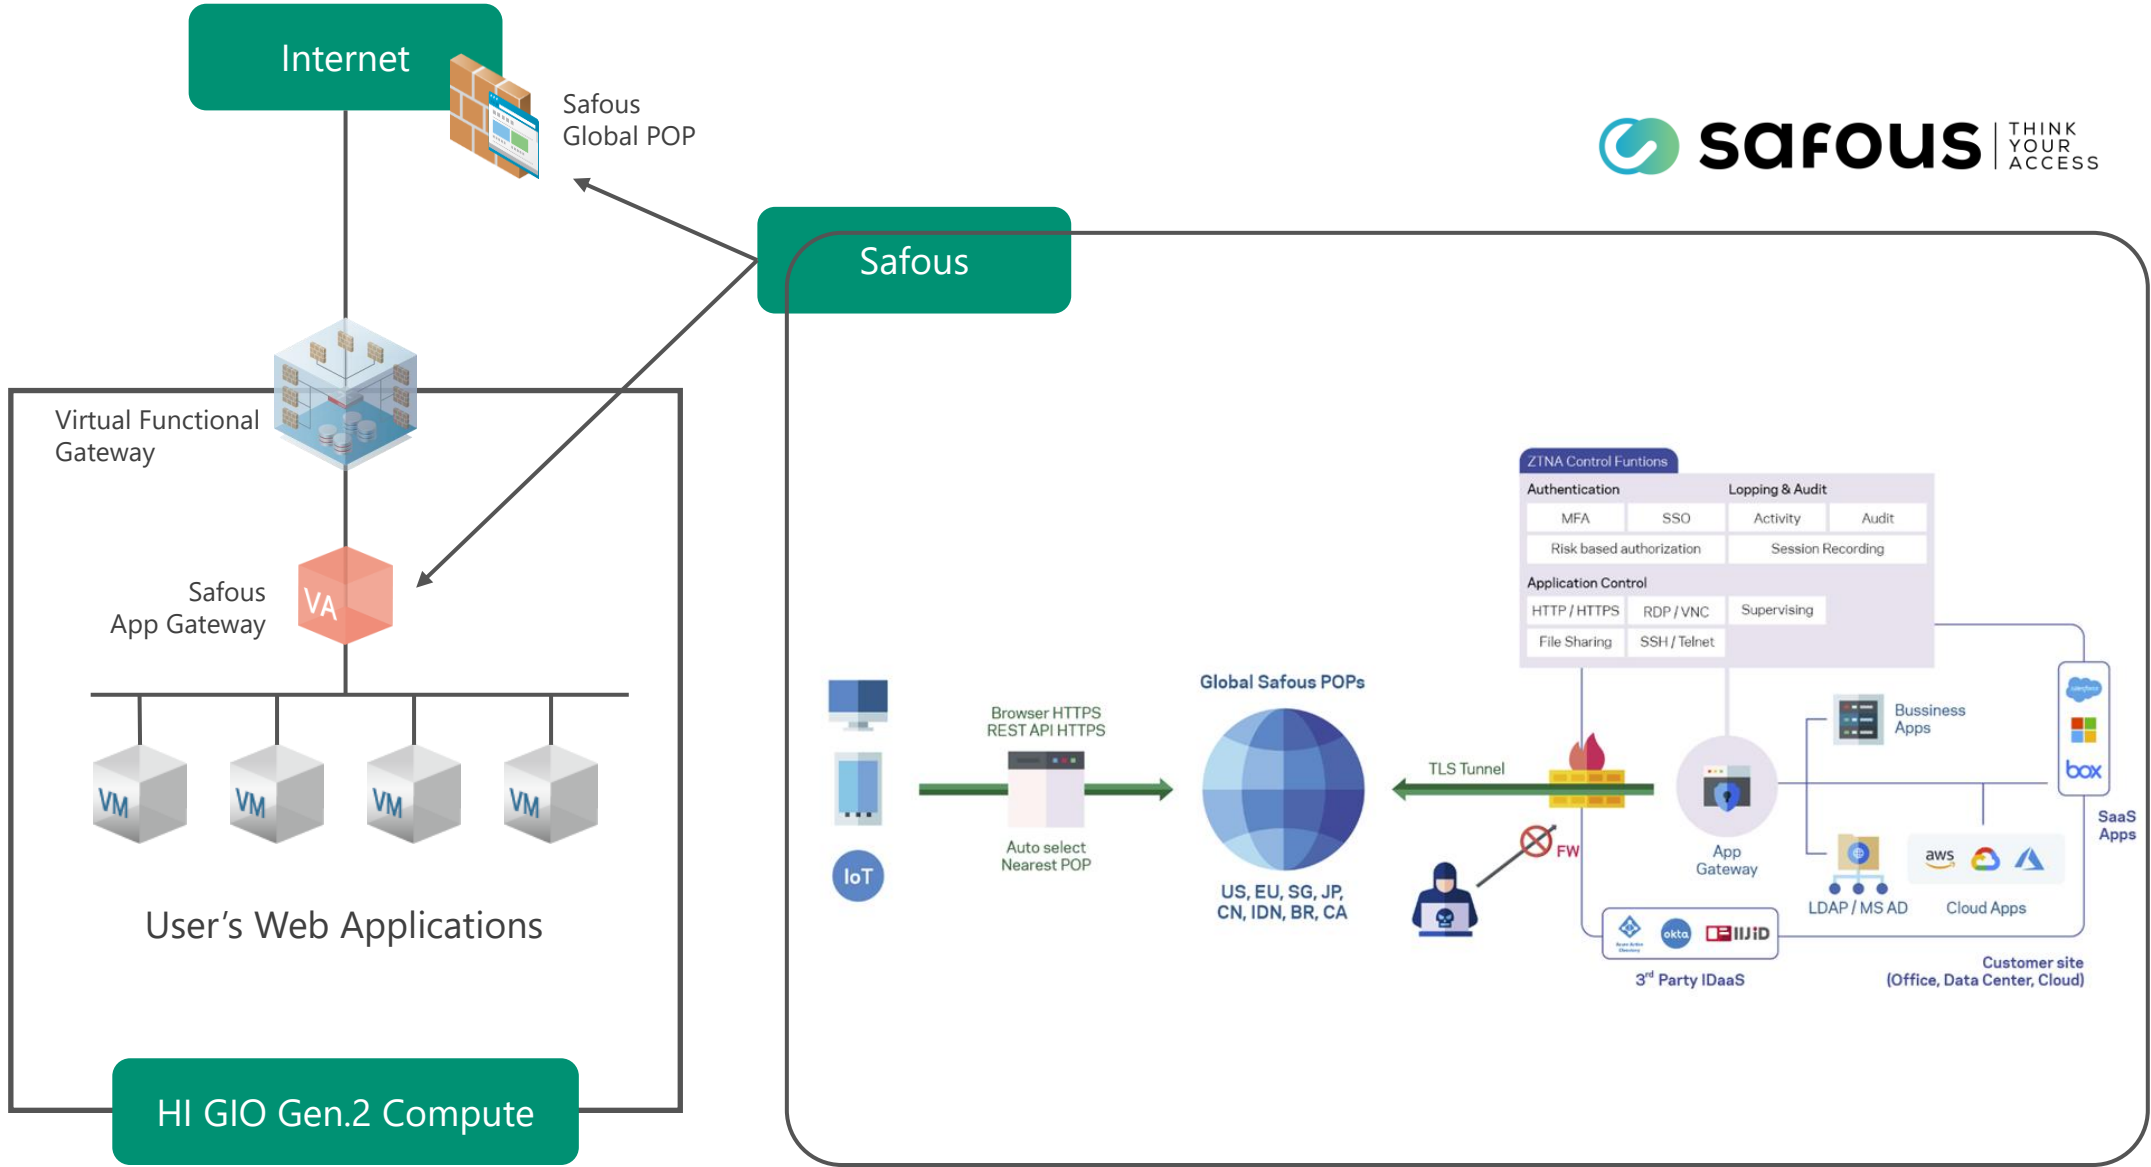 Internet
Safous
Global POP
safous
THINK
YOUR
ACCESS
Safous
Virtual Functional
Gateway
Safous
App Gateway
VA
VM
VM
VM
VM
User's Web Applications
HI GIO Gen.2 Compute
ZTNA Control Funtions
Authentication
Lopping & Audit
MFA
SSO
Activity
Audit
Risk based authorization
Session Recording
Application Control
HTTP / HTTPS
RDP / VNC
Supervising
File Sharing
SSH / Telnet
Browser HTTPS
REST API HTTPS
Auto select
Nearest POP
IoT
Global Safous POPs
US, EU, SG, JP,
CN, IDN, BR, CA
TLS Tunnel
FW
App
Gateway
Bussiness
Apps
LDAP / MS AD
aws
Cloud Apps
salesforce
box
SaaS
Apps
Azure Active
Directory
okta
IIJiD
3rd Party IDaaS
Customer site
(Office, Data Center, Cloud)